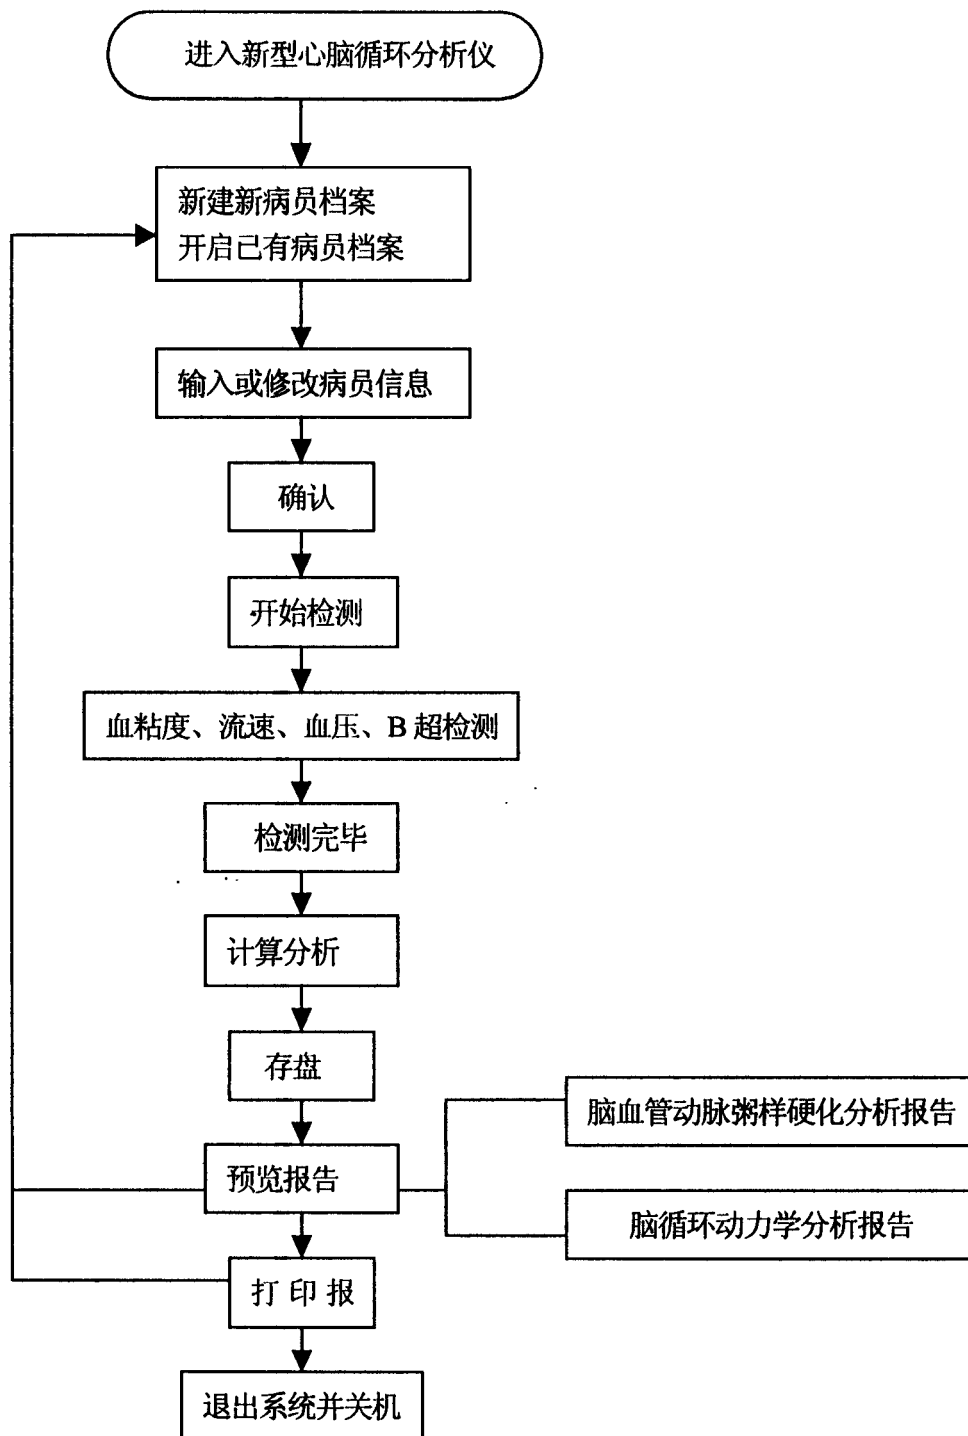 进入新型心脑循环分析仪
新建新病员档案
开启已有病员档案
输入或修改病员信息
确认
开始检测
血粘度、流速、血压、B 超检测
检测完毕
计算分析
存盘
脑血管动脉粥样硬化分析报告
预览报告
脑循环动力学分析报告
打 印 报
退出系统并关机